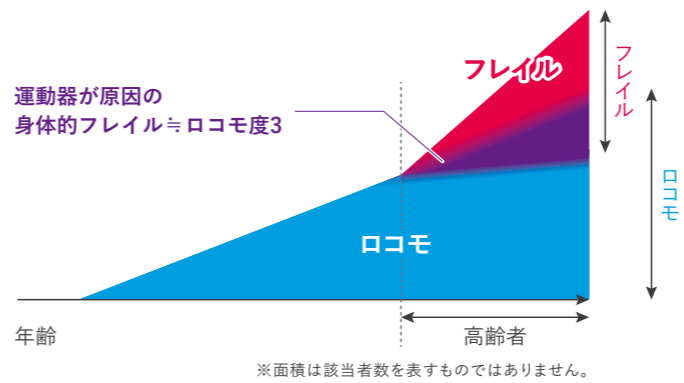 フレイル
運動器が原因の
身体的フレイル≒ロコモ度3
フレイル
ロコモ
ロコモ
年齢
高齢者
※面積は該当者数を表すものではありません。